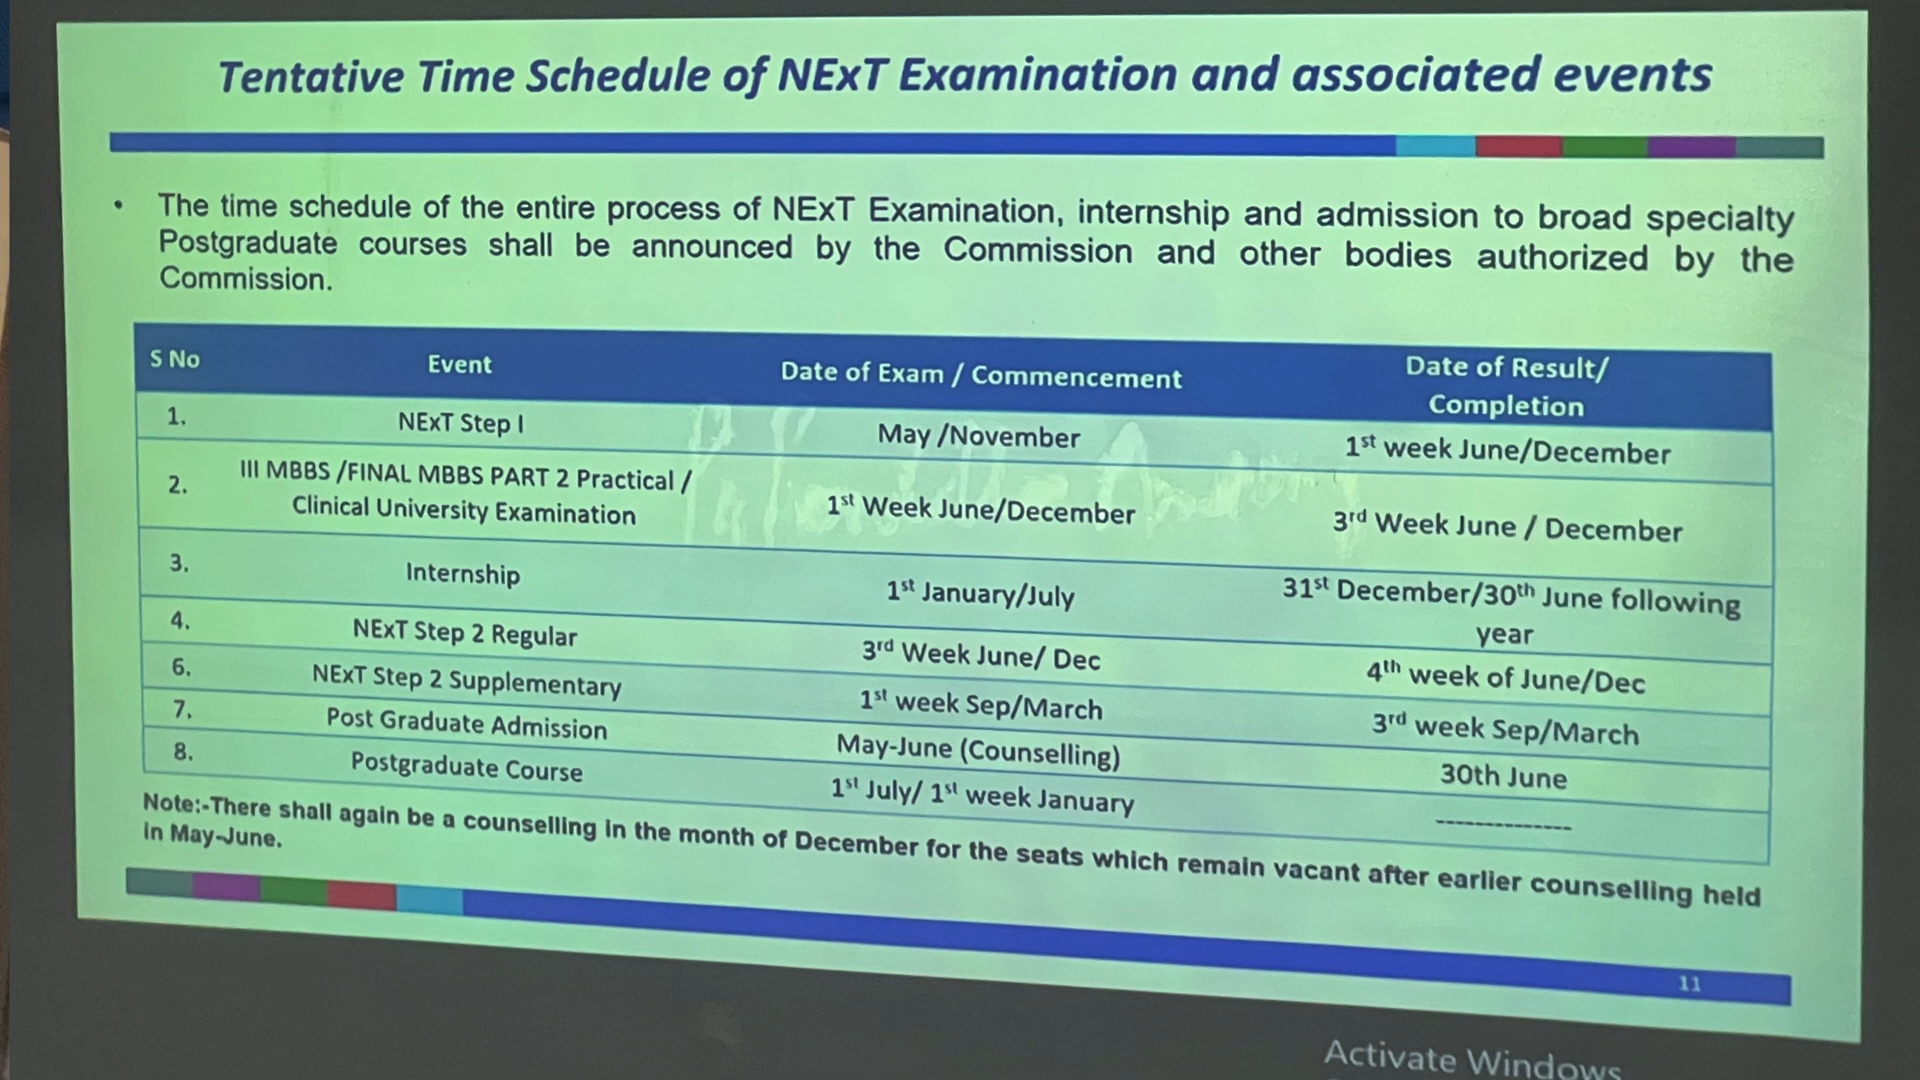 Tentative Time Schedule of NExT Examination and associated events
• The time schedule of the entire process of NExT Examination, internship and admission to broad specialty
Postgraduate courses shall be announced by the Commission and other bodies authorized by the
Commission.
S No Event Date of Exam / Commencement Date of Result/
Completion
1. NExT Step I May /November 1st week June/December
2. III MBBS /FINAL MBBS PART 2 Practical /
Clinical University Examination 1st Week June/December 3rd Week June / December
3. Internship 1st January/July 31st December/30th June following
year
4. NExT Step 2 Regular 3rd Week June/ Dec 4th week of June/Dec
6. NExT Step 2 Supplementary 1st week Sep/March 3rd week Sep/March
7. Post Graduate Admission May-June (Counselling) 30th June
8. Postgraduate Course 1st July/ 1st week January --------------
Note:-There shall again be a counselling in the month of December for the seats which remain vacant after earlier counselling held
in May-June.
11
Activate Windows